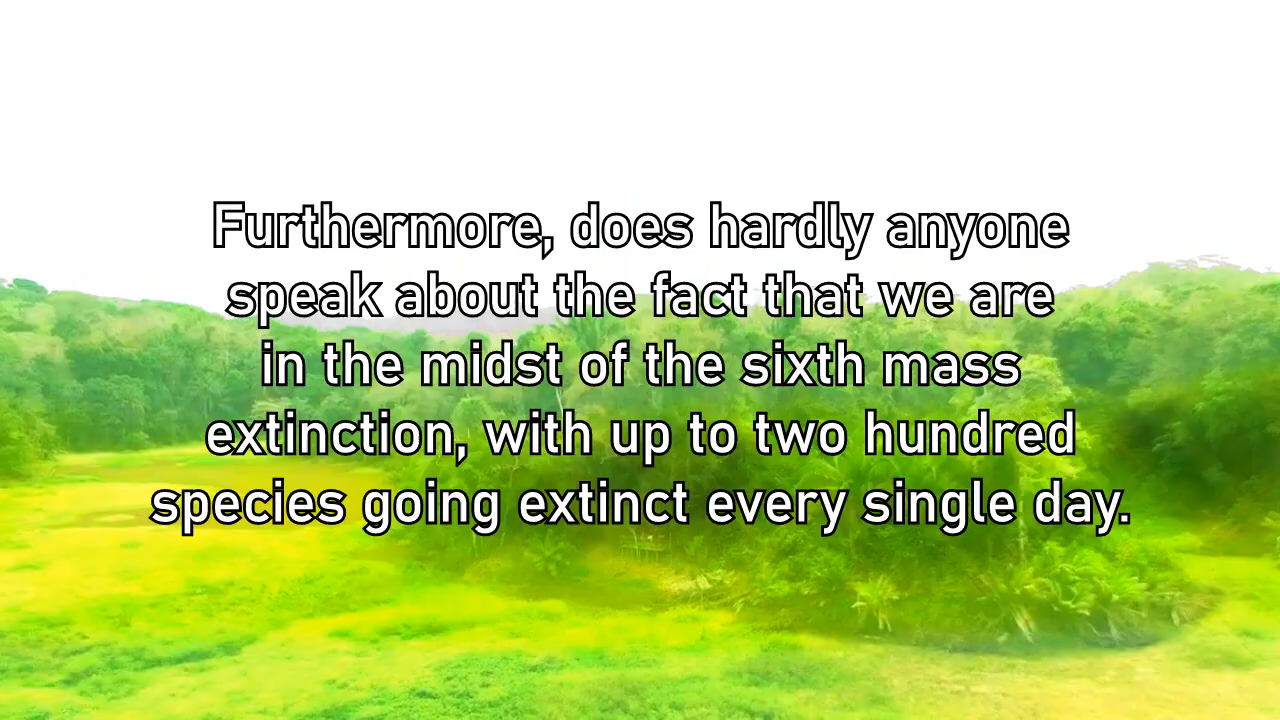 Furthermore, does hardly anyone
speak about the fact that we are
in the midst of the sixth mass
extinction, with up to two hundred
species going extinct every single day.